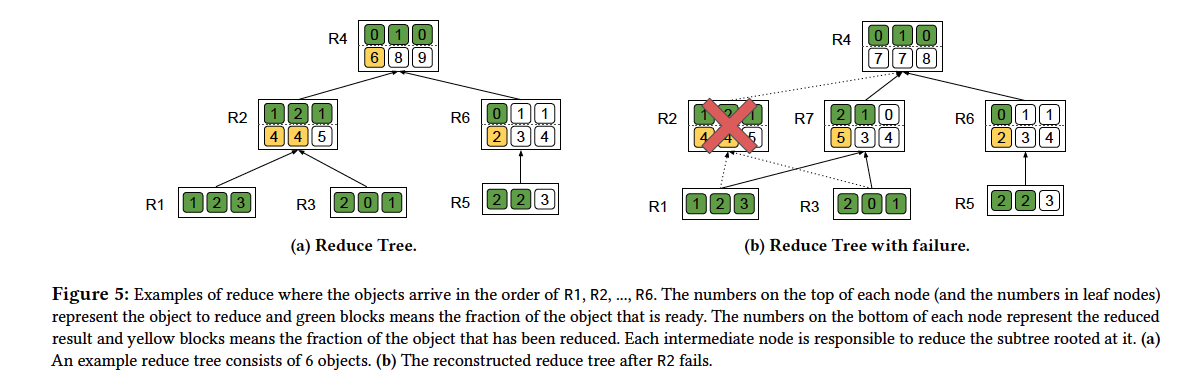 R4 0 1 0
6 8 9
R2 1 2 1
4 4 5
R6 0 1 1
2 3 4
R1 1 2 3
R3 2 0 1
R5 2 2 3
(a) Reduce Tree.
R4 0 1 0
7 7 8
R2 1 2 1
4 4 5
R7 2 1 0
5 3 4
R6 0 1 1
2 3 4
R1 1 2 3
R3 2 0 1
R5 2 2 3
(b) Reduce Tree with failure.
Figure 5: Examples of reduce where the objects arrive in the order of R1, R2, ..., R6. The numbers on the top of each node (and the numbers in leaf nodes)
represent the object to reduce and green blocks means the fraction of the object that is ready. The numbers on the bottom of each node represent the reduced
result and yellow blocks means the fraction of the object that has been reduced. Each intermediate node is responsible to reduce the subtree rooted at it. (a)
An example reduce tree consists of 6 objects. (b) The reconstructed reduce tree after R2 fails.